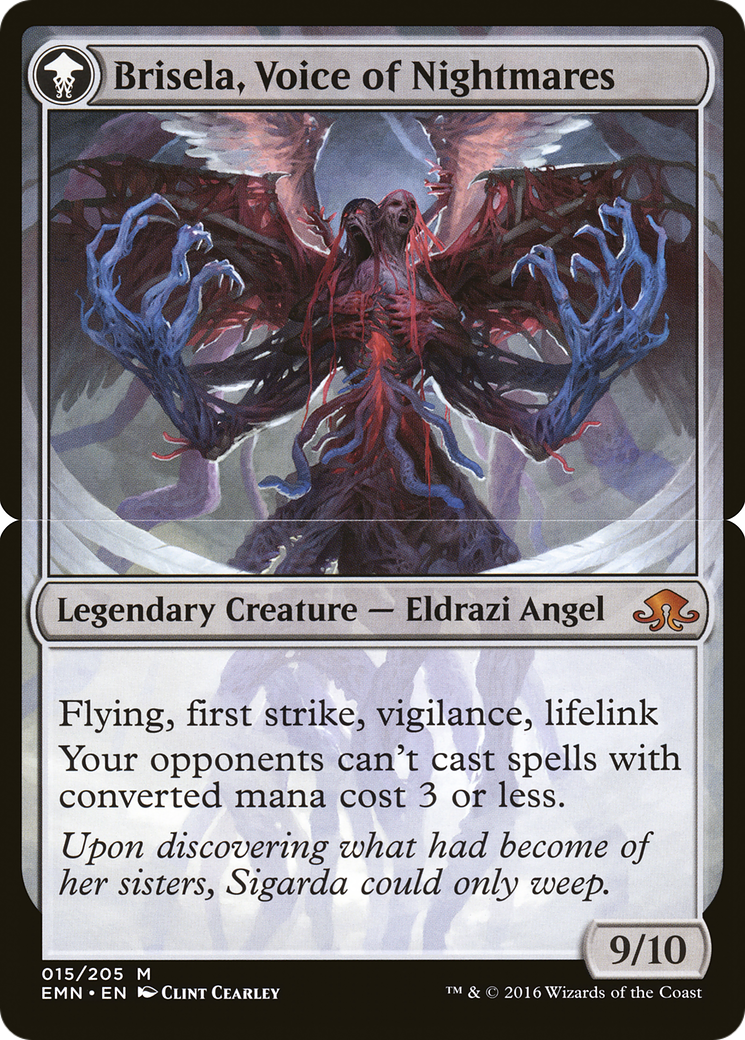 Brisela, Voice of Nightmares
Legendary Creature — Eldrazi Angel
Flying, first strike, vigilance, lifelink
Your opponents can't cast spells with
converted mana cost 3 or less.
Upon discovering what had become of
her sisters, Sigarda could only weep.
9/10
015/205 M
EMN • EN Clint Cearley
™ & © 2016 Wizards of the Coast